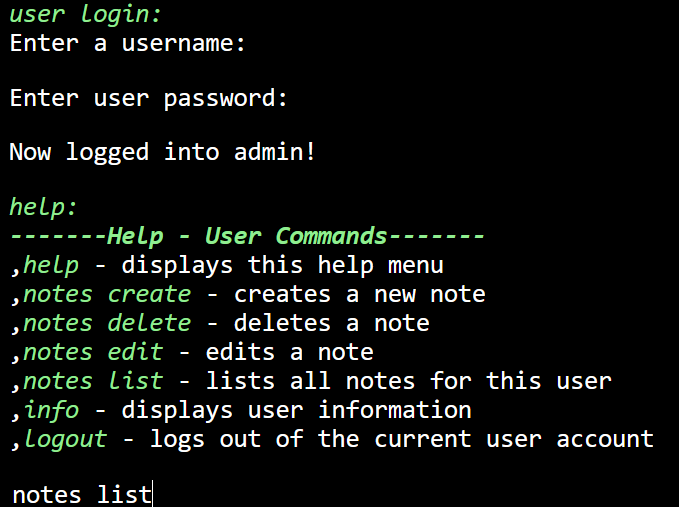 user login:
Enter a username:
Enter user password:
Now logged into admin!
help:
-------Help - User Commands-------
,help - displays this help menu
,notes create - creates a new note
,notes delete - deletes a note
,notes edit - edits a note
,notes list - lists all notes for this user
,info - displays user information
,logout - logs out of the current user account
notes list